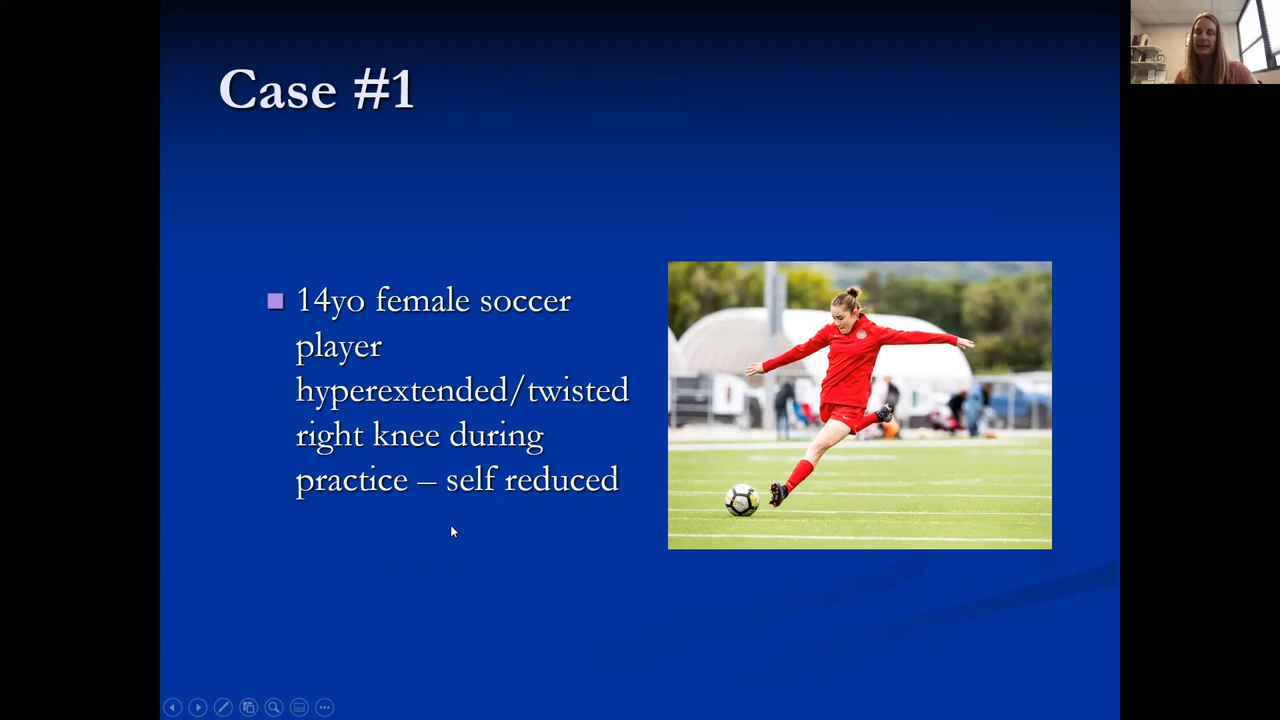 Case #1
14yo female soccer
player
hyperextended/twisted
right knee during
practice – self reduced